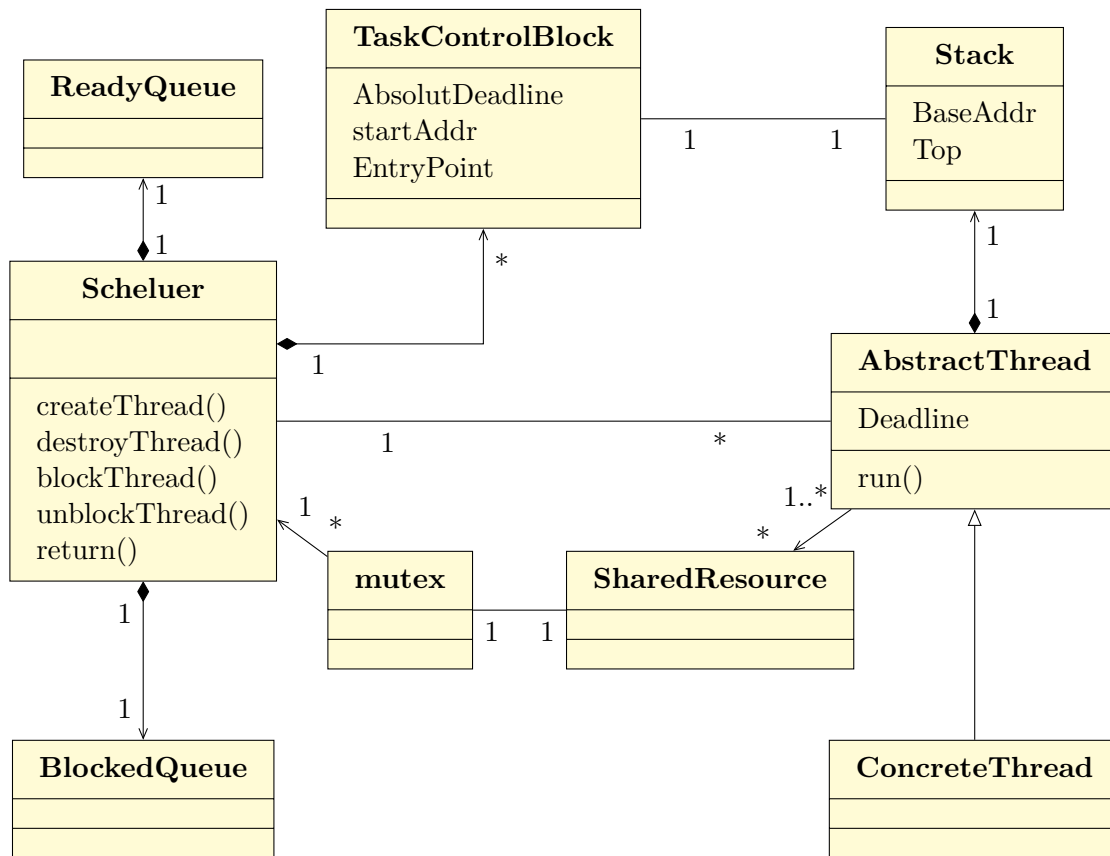 TaskControlBlock
AbsolutDeadline
startAddr
EntryPoint
Stack
BaseAddr
Top
ReadyQueue
1
1
1
1
*
1
1
1
Scheluer
createThread()
destroyThread()
blockThread()
unblockThread()
return()
AbstractThread
Deadline
run()
1
*
1..*
*
1
*
mutex
SharedResource
1
1
1
1
BlockedQueue
ConcreteThread